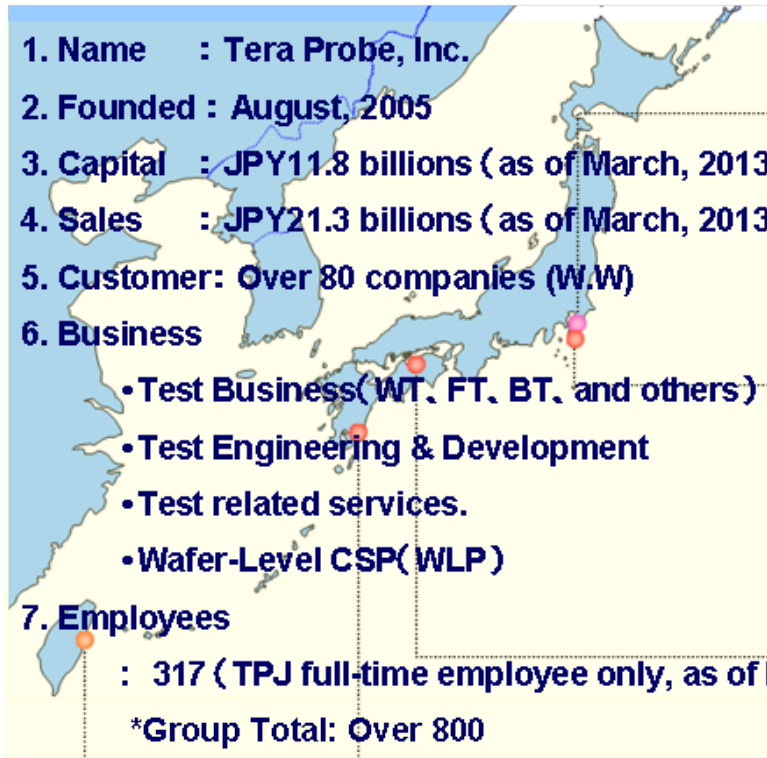 1. Name : Tera Probe, Inc.
2. Founded : August, 2005
3. Capital : JPY11.8 billions (as of March, 2013
4. Sales : JPY21.3 billions (as of March, 2013
5. Customer: Over 80 companies (W.W)
6. Business
•Test Business(WT、FT、BT、and others)
•Test Engineering & Development
•Test related services.
•Wafer-Level CSP(WLP)
7. Employees
: 317 (TPJ full-time employee only, as of
*Group Total: Over 800